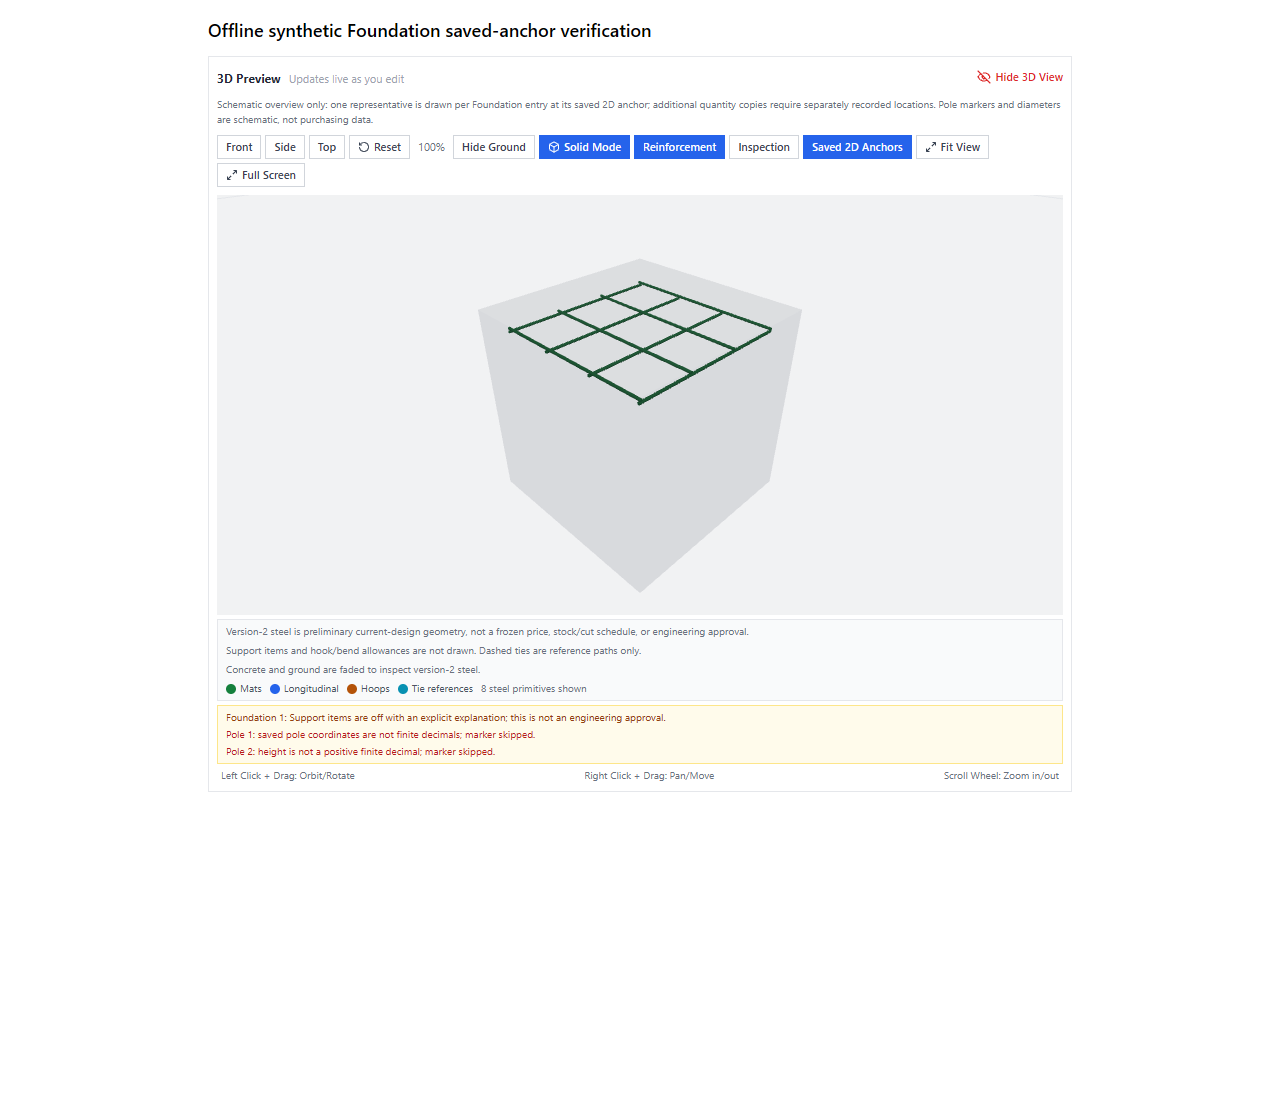 Offline synthetic Foundation saved-anchor verification
3D Preview Updates live as you edit
Hide 3D View
Schematic overview only: one representative is drawn per Foundation entry at its saved 2D anchor; additional quantity copies require separately recorded locations. Pole markers and diameters
are schematic, not purchasing data.
Front Side Top Reset 100% Hide Ground Solid Mode Reinforcement Inspection Saved 2D Anchors Fit View
Full Screen
Version-2 steel is preliminary current-design geometry, not a frozen price, stock/cut schedule, or engineering approval.
Support items and hook/bend allowances are not drawn. Dashed ties are reference paths only.
Concrete and ground are faded to inspect version-2 steel.
Mats Longitudinal Hoops Tie references 8 steel primitives shown
Foundation 1: Support items are off with an explicit explanation; this is not an engineering approval.
Pole 1: saved pole coordinates are not finite decimals; marker skipped.
Pole 2: height is not a positive finite decimal; marker skipped.
Left Click + Drag: Orbit/Rotate Right Click + Drag: Pan/Move Scroll Wheel: Zoom in/out